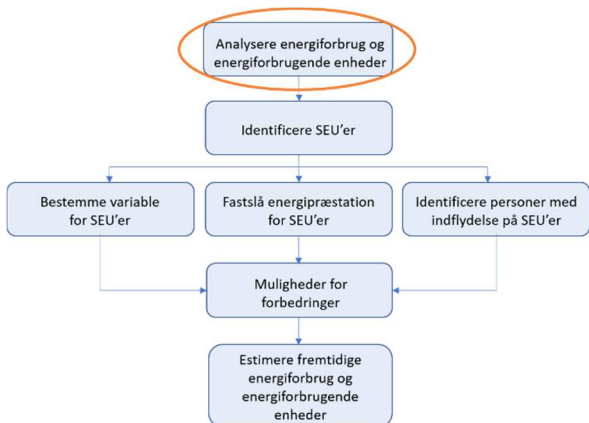 Analysere energiforbrug og
energiforbrugende enheder
Identificere SEU'er
Bestemme variable
for SEU'er
Fastslå energipræstation
for SEU'er
Identificere personer med
indflydelse på SEU'er
Muligheder for
forbedringer
Estimere fremtidige
energiforbrug og
energiforbrugende
enheder